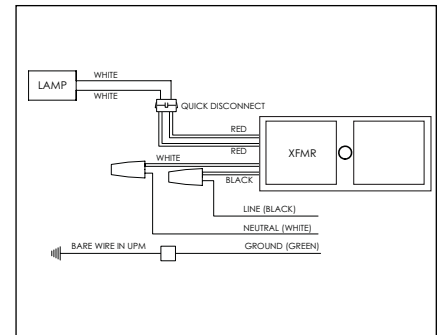 WHITE
LAMP
WHITE
QUICK DISCONNECT
RED
RED
XFMR
WHITE
BLACK
LINE (BLACK)
NEUTRAL (WHITE)
BARE WIRE IN UPM
GROUND (GREEN)